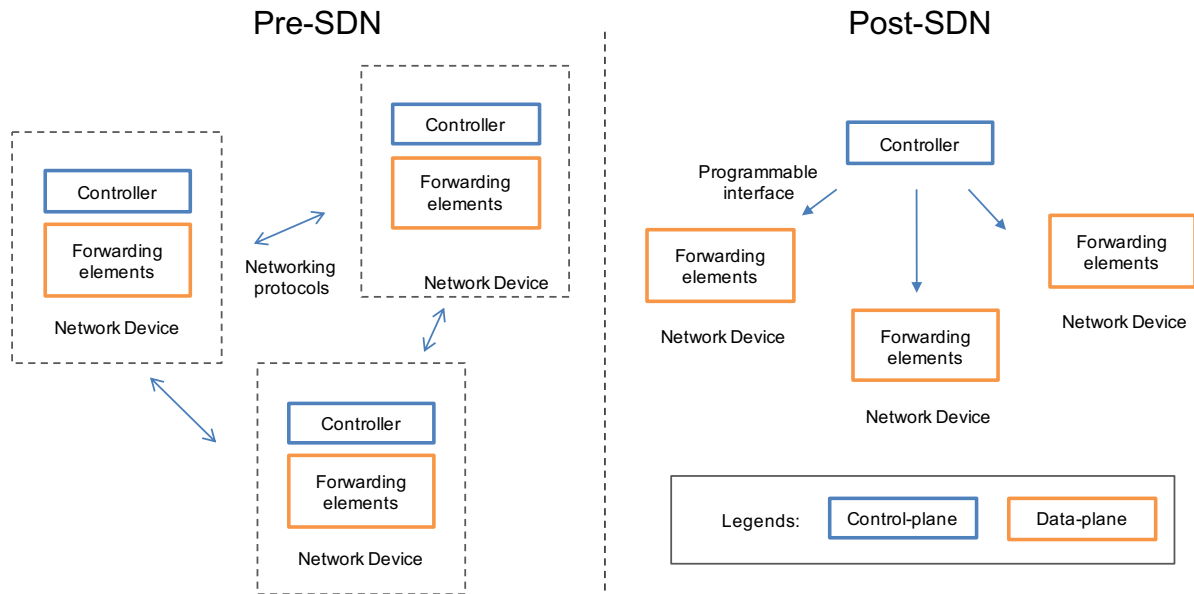 Pre-SDN
Controller
Forwarding
elements
Network Device
Networking
protocols
Controller
Forwarding
elements
Network Device
Controller
Forwarding
elements
Network Device
Post-SDN
Controller
Programmable
interface
Forwarding
elements
Network Device
Forwarding
elements
Network Device
Forwarding
elements
Network Device
Legends:
Control-plane
Data-plane